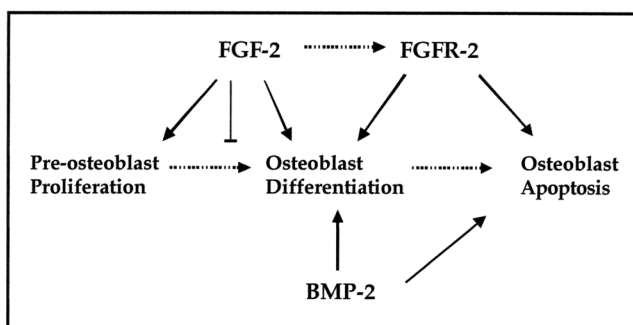 FGF-2
FGFR-2
Pre-osteoblast
Proliferation
Osteoblast
Differentiation
Osteoblast
Apoptosis
BMP-2